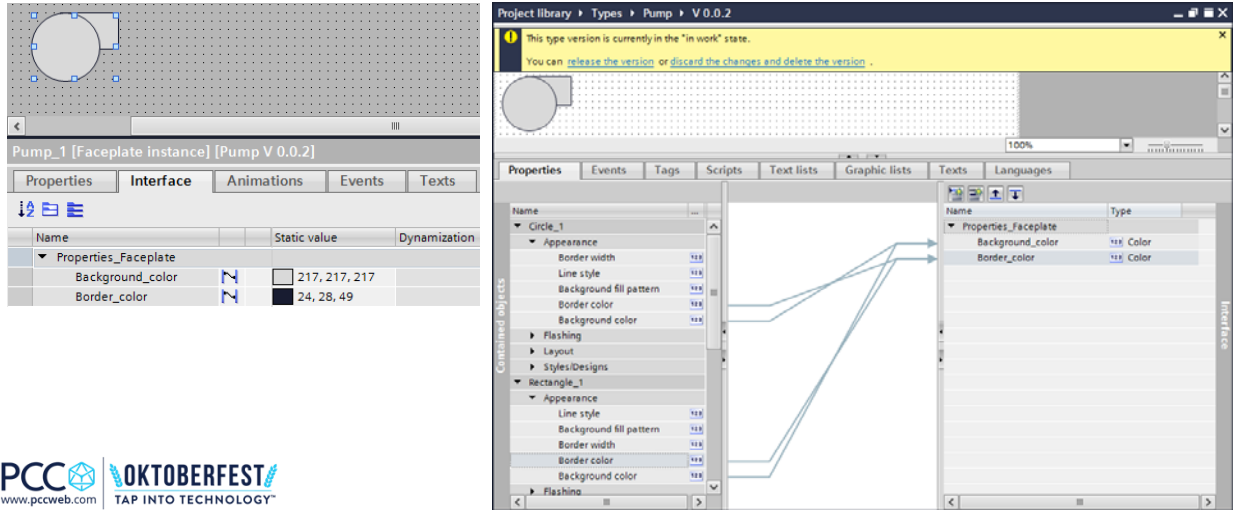 Pump_1 [Faceplate instance] [Pump V 0.0.2]
Properties Interface Animations Events Texts
Name Static value Dynamization
Properties_Faceplate
Background_color 217, 217, 217
Border_color 24, 28, 49
PCC
www.pccweb.com
OKTOBERFEST
TAP INTO TECHNOLOGY™
Project library Types Pump V 0.0.2
This type version is currently in the "in work" state.
You can release the version or discard the changes and delete the version .
100%
Properties Events Tags Scripts Text lists Graphic lists Texts Languages
Contained objects
Name ...
Circle_1
Appearance
Border width
Line style
Background fill pattern
Border color
Background color
Flashing
Layout
Styles/Designs
Rectangle_1
Appearance
Line style
Background fill pattern
Border width
Border color
Background color
Flashing
Name Type
Properties_Faceplate
Background_color Color
Border_color Color
Interface